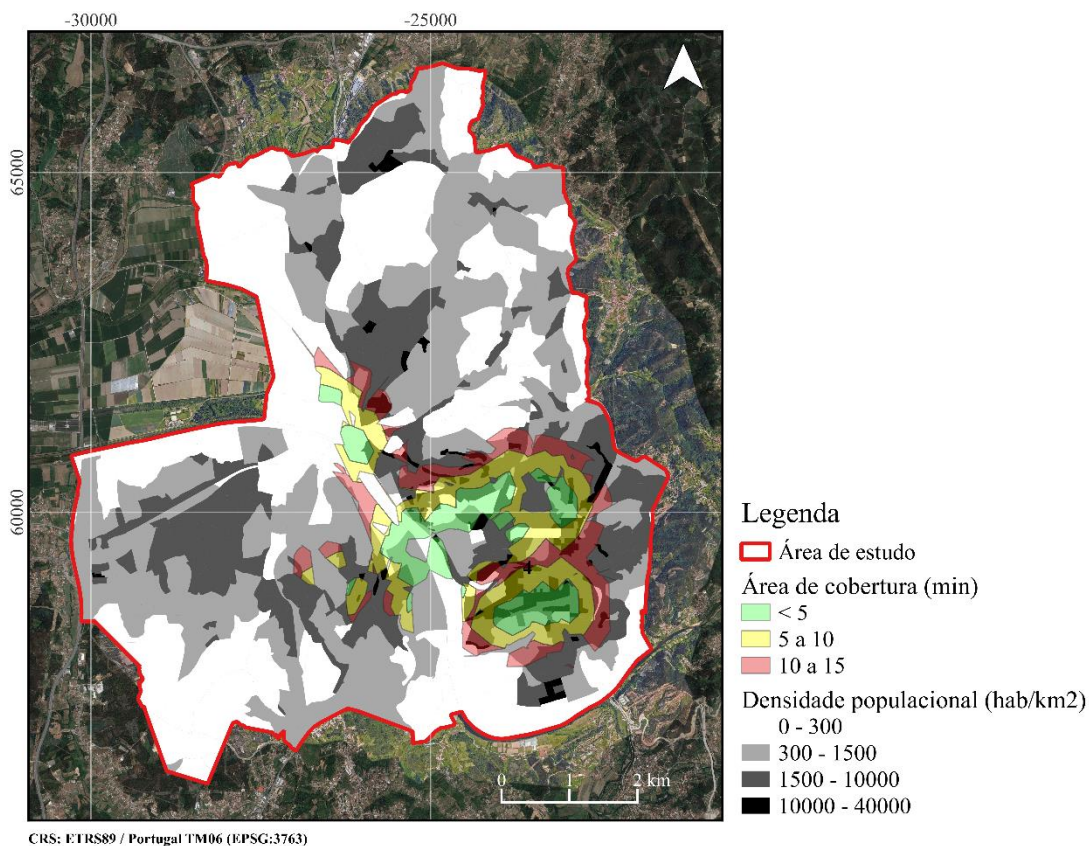 -30000
-25000
65000
60000
0
1
2 km
Legenda
Área de estudo
Área de cobertura (min)
< 5
5 a 10
10 a 15
Densidade populacional (hab/km2)
0 - 300
300 - 1500
1500 - 10000
10000 - 40000
CRS: ETRS89 / Portugal TM06 (EPSG:3763)